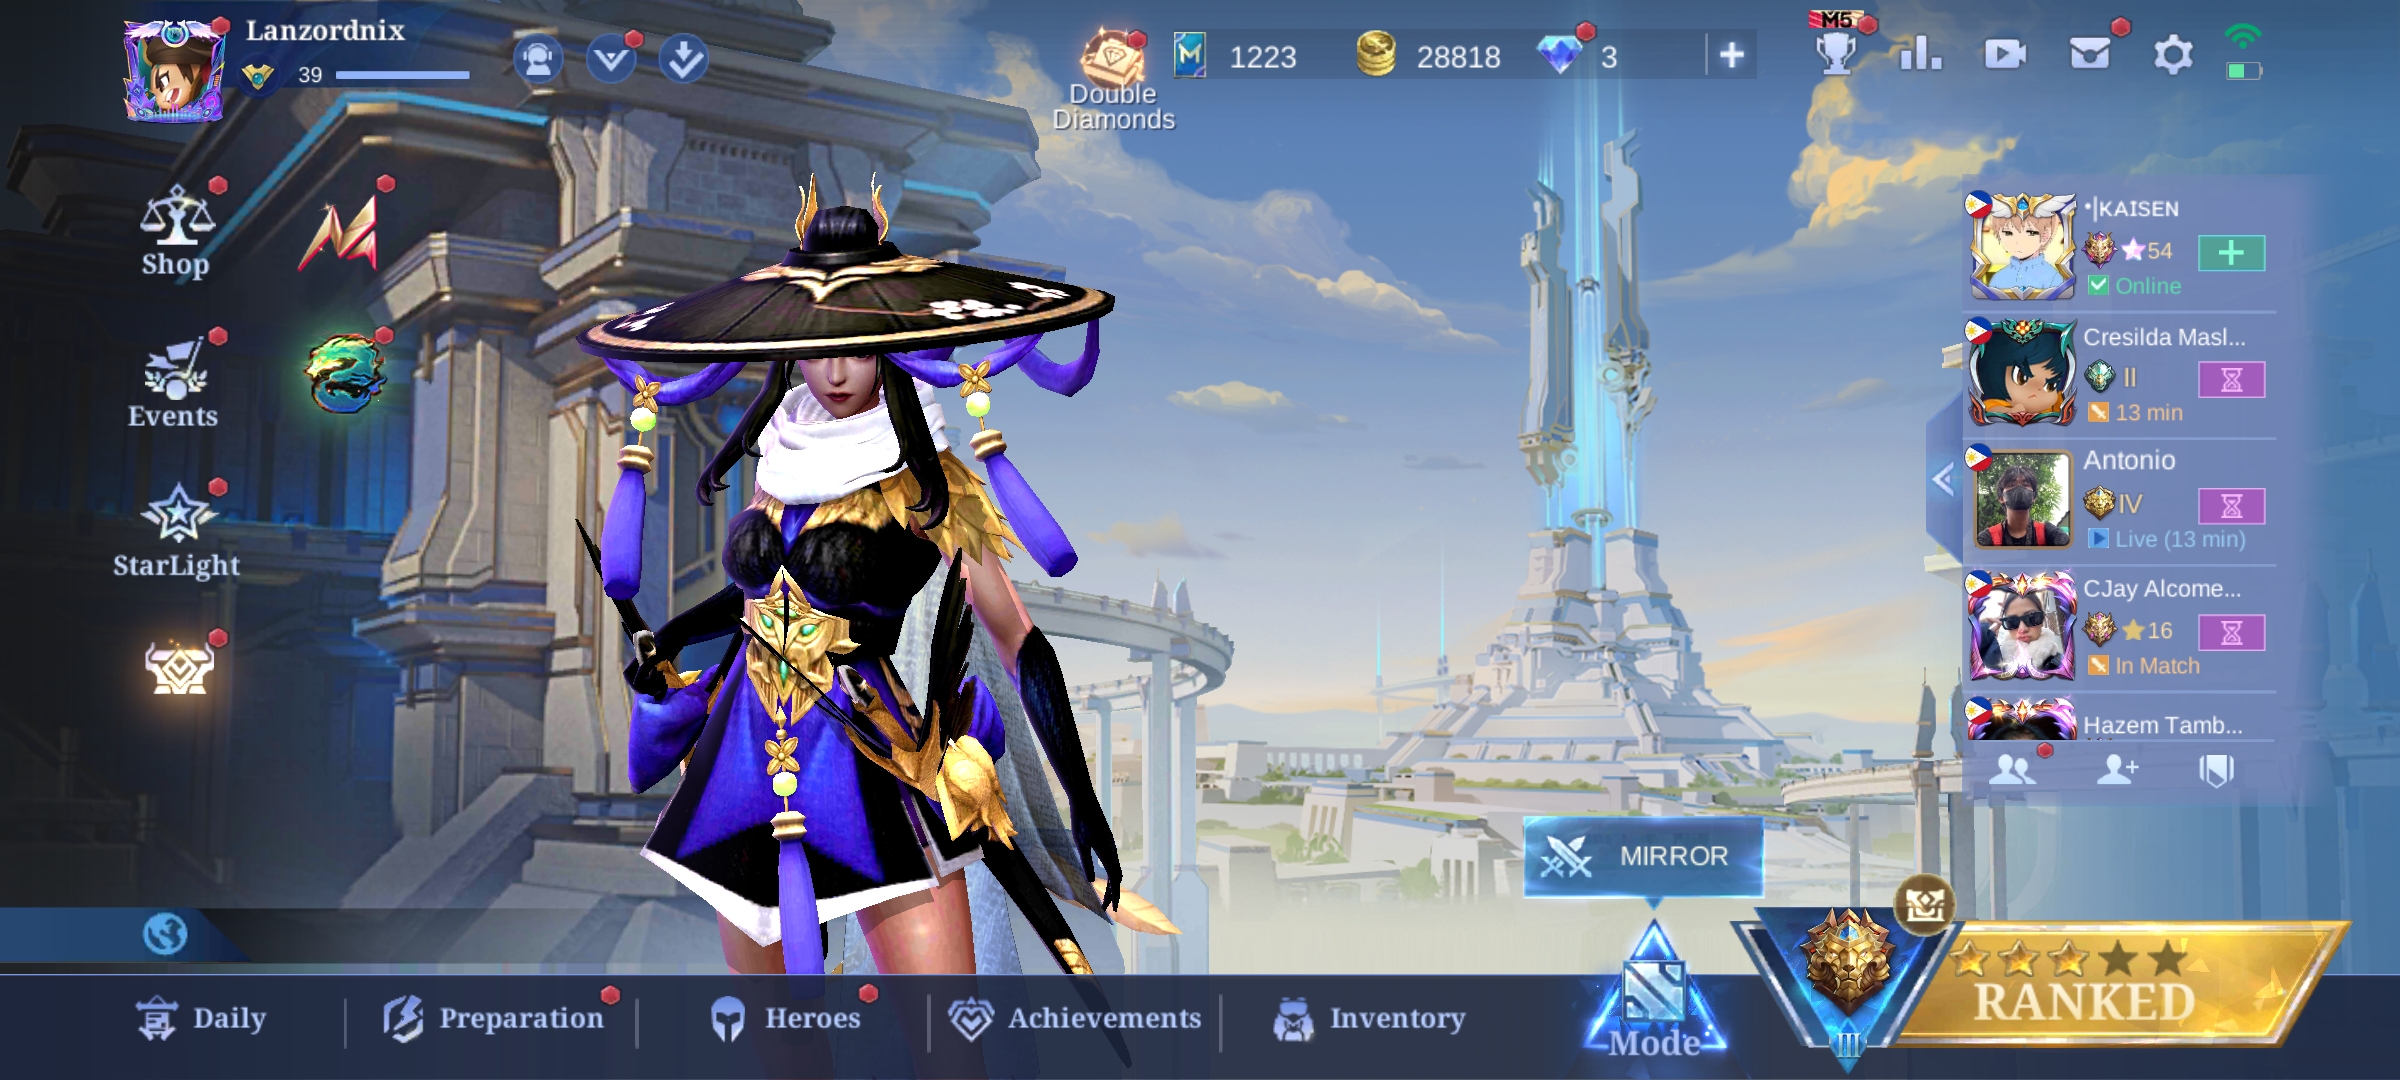 Lanzordnix
39
Double
Diamonds
1223
28818
3
M5
Shop
Events
StarLight
•|KAISEN
54
Online
Cresilda Masl...
II
13 min
Antonio
IV
Live (13 min)
CJay Alcome...
16
In Match
Hazem Tamb...
MIRROR
Daily
Preparation
Heroes
Achievements
Inventory
Mode
III
RANKED